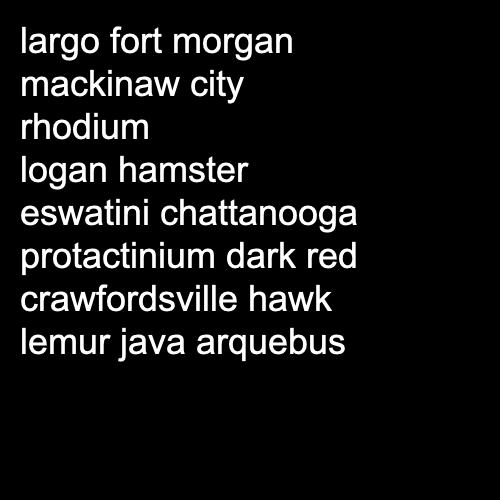 largo fort morgan
mackinaw city
rhodium
logan hamster
eswatini chattanooga
protactinium dark red
crawfordsville hawk
lemur java arquebus